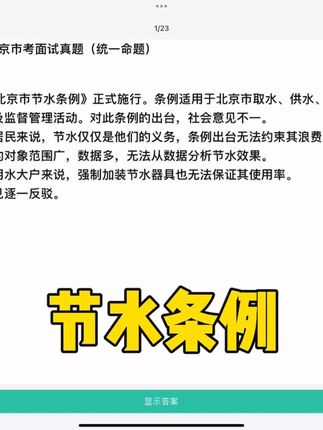 1/23
京市考面试真题（统一命题）
北京市节水条例》正式施行。条例适用于北京市取水、供水、
及监督管理活动。对此条例的出台，社会意见不一。
居民来说，节水仅仅是他们的义务，条例出台无法约束其浪费
的对象范围广，数据多，无法从数据分析节水效果。
用水大户来说，强制加装节水器具也无法保证其使用率。
见逐一反驳。
节水条例
显示答案